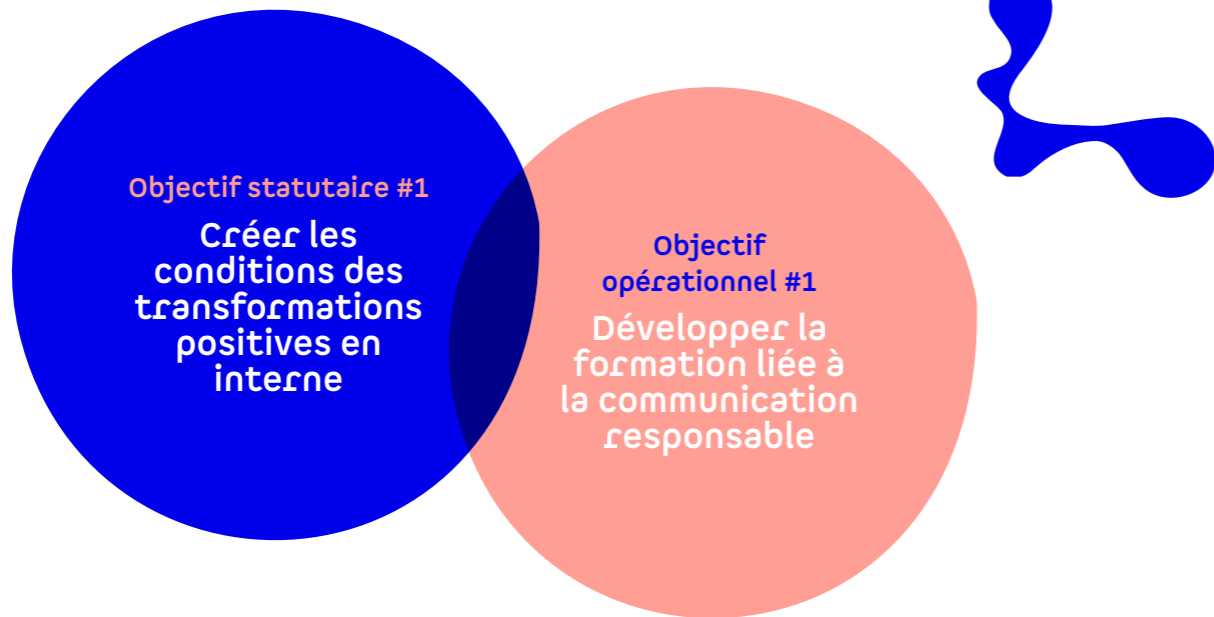 Objectif statutaire #1
Créer les
conditions des
transformations
positives en
interne
Objectif
opérationnel #1
Développer la
formation liée à
la communication
responsable